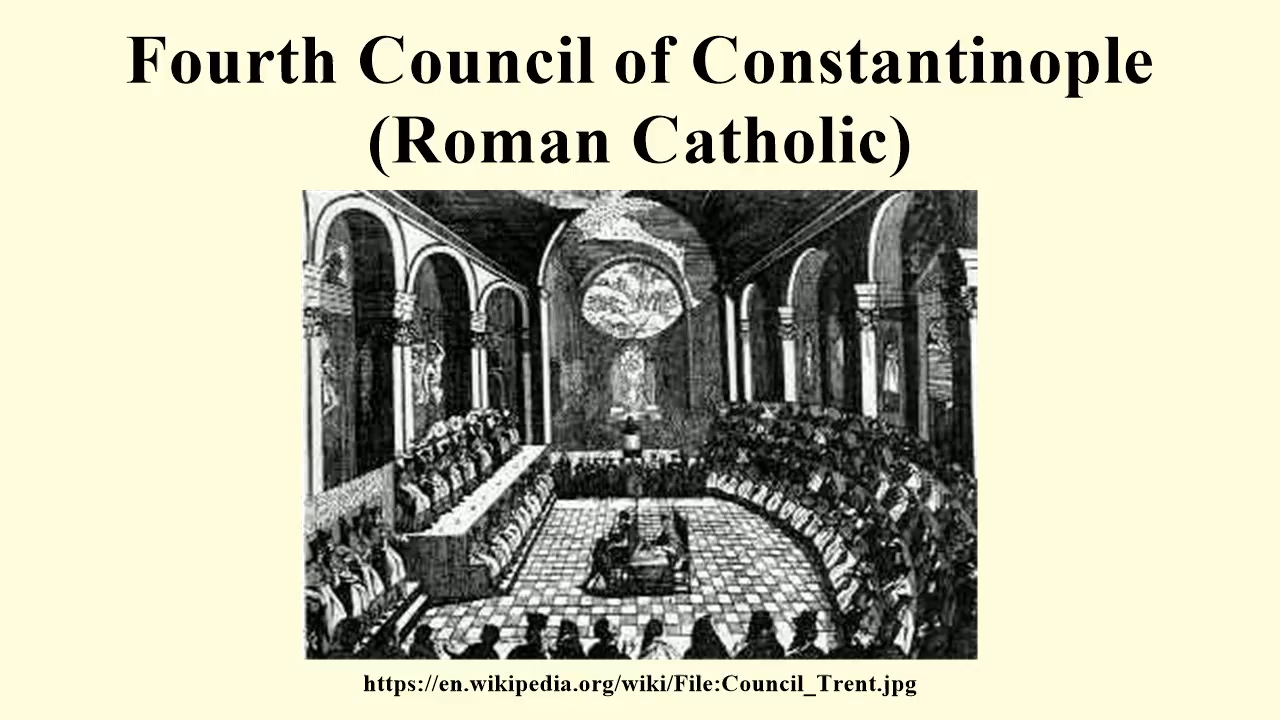 Fourth Council of Constantinople
(Roman Catholic)
https://en.wikipedia.org/wiki/File:Council_Trent.jpg